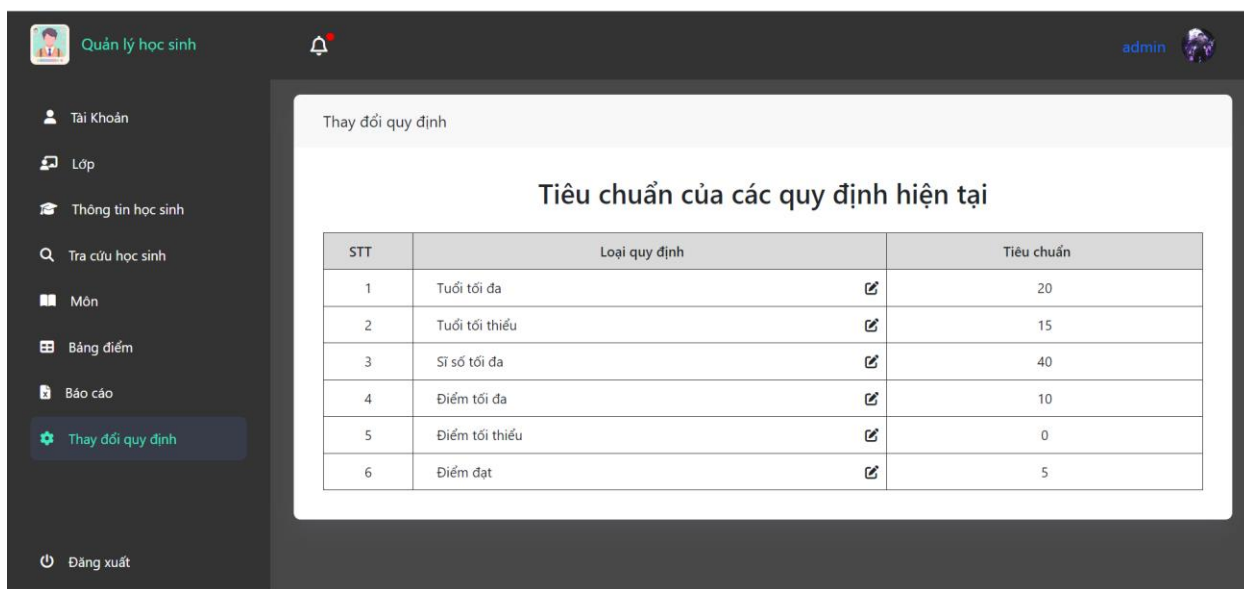 Quản lý học sinh
admin
Tài Khoản
Lớp
Thông tin học sinh
Tra cứu học sinh
Môn
Bảng điểm
Báo cáo
Thay đổi quy định
Đăng xuất
Thay đổi quy định
Tiêu chuẩn của các quy định hiện tại
STT Loại quy định Tiêu chuẩn
1 Tuổi tối đa 20
2 Tuổi tối thiểu 15
3 Sĩ số tối đa 40
4 Điểm tối đa 10
5 Điểm tối thiểu 0
6 Điểm đạt 5